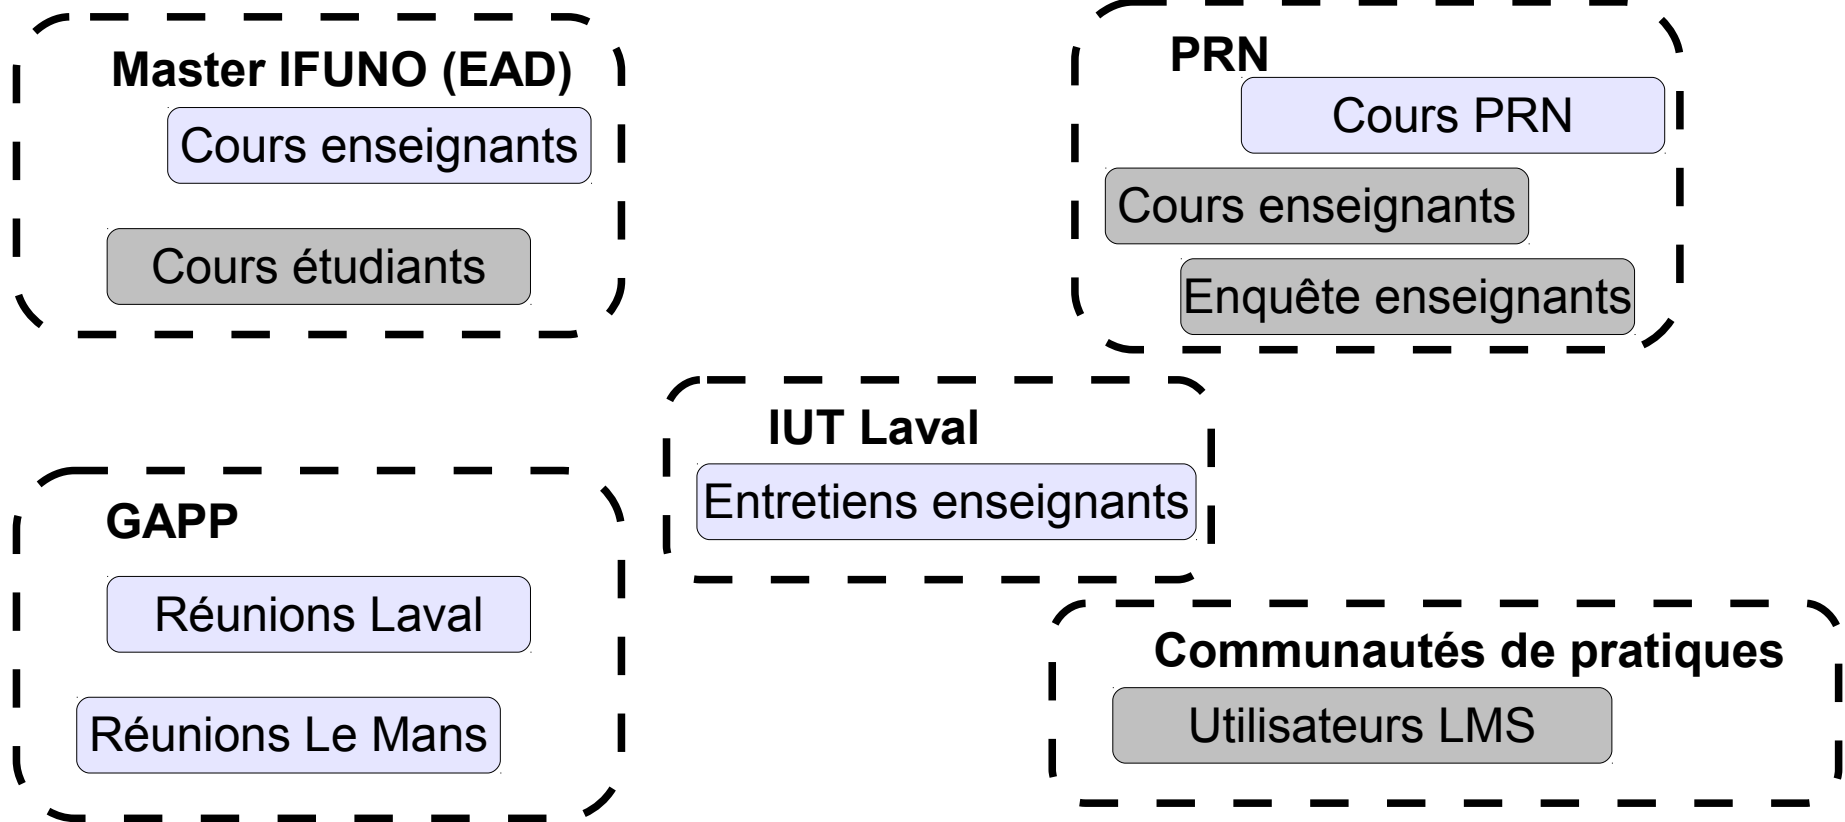 Master IFUNO (EAD)
Cours enseignants
Cours étudiants
PRN
Cours PRN
Cours enseignants
Enquête enseignants
IUT Laval
Entretiens enseignants
GAPP
Réunions Laval
Réunions Le Mans
Communautés de pratiques
Utilisateurs LMS